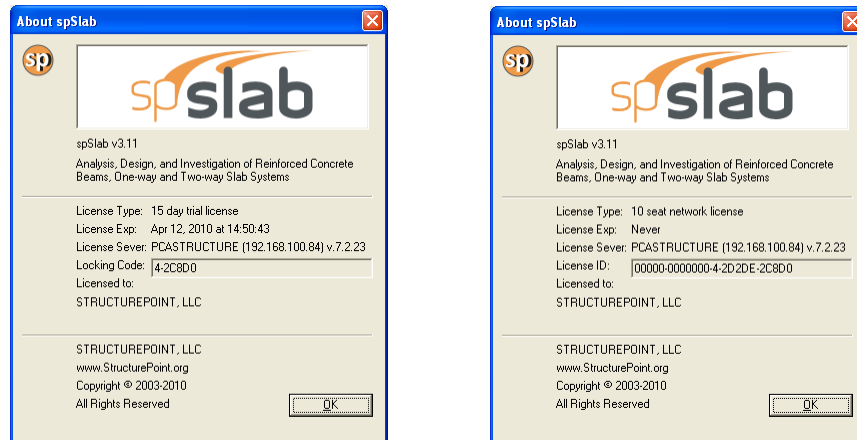 About spSlab
sp
spslab
spSlab v3.11
Analysis, Design, and Investigation of Reinforced Concrete
Beams, One-way and Two-way Slab Systems
License Type: 15 day trial license
License Exp: Apr 12, 2010 at 14:50:43
License Sever: PCASTRUCTURE (192.168.100.84) v.7.2.23
Locking Code: 4-2C8D0
Licensed to:
STRUCTUREPOINT, LLC
STRUCTUREPOINT, LLC
www.StructurePoint.org
Copyright © 2003-2010
All Rights Reserved
OK
About spSlab
sp
spslab
spSlab v3.11
Analysis, Design, and Investigation of Reinforced Concrete
Beams, One-way and Two-way Slab Systems
License Type: 10 seat network license
License Exp: Never
License Sever: PCASTRUCTURE (192.168.100.84) v.7.2.23
License ID: 00000-0000000-4-2D2DE-2C8D0
Licensed to:
STRUCTUREPOINT, LLC
STRUCTUREPOINT, LLC
www.StructurePoint.org
Copyright © 2003-2010
All Rights Reserved
OK